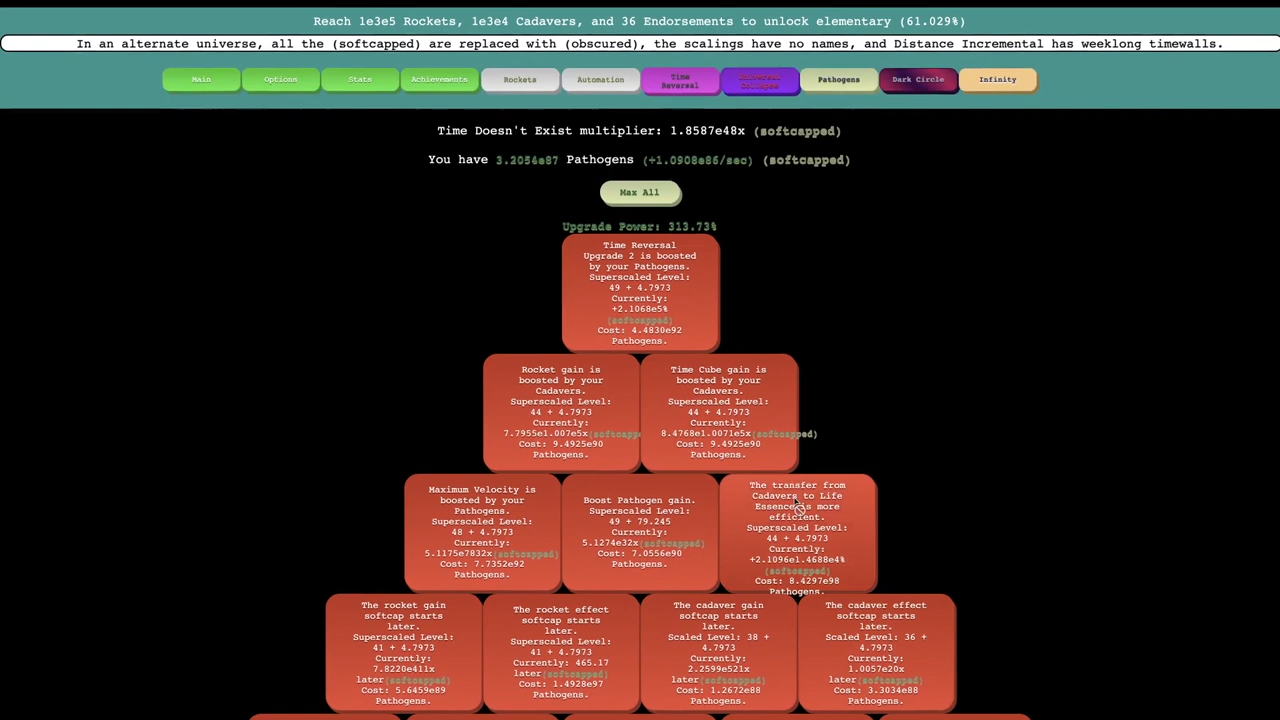 Reach 1e3e5 Rockets, 1e3e4 Cadavers, and 36 Endorsements to unlock elementary (61.029%)
In an alternate universe, all the (softcapped) are replaced with (obscured), the scalings have no names, and Distance Incremental has weeklong timewalls.
Main
Options
Stats
Achievements
Rockets
Automation
Time
Reversal
Universal
Collapse
Pathogens
Dark Circle
Infinity
Time Doesn't Exist multiplier: 1.8587e48x (softcapped)
You have 3.2054e87 Pathogens (+1.0908e86/sec) (softcapped)
Max All
Upgrade Power: 313.73%
Time Reversal
Upgrade 2 is boosted
by your Pathogens.
Superscaled Level:
49 + 4.7973
Currently:
+2.1068e5%
(softcapped)
Cost: 4.4830e92
Pathogens.
Rocket gain is
boosted by your
Cadavers.
Superscaled Level:
44 + 4.7973
Currently:
7.7955e1.007e5x(softcappe
Cost: 9.4925e90
Pathogens.
Time Cube gain is
boosted by your
Cadavers.
Superscaled Level:
44 + 4.7973
Currently:
8.4768e1.0071e5x(softcapped)
Cost: 9.4925e90
Pathogens.
Maximum Velocity is
boosted by your
Pathogens.
Superscaled Level:
48 + 4.7973
Currently:
5.1175e7832x(softcapped)
Cost: 7.7352e92
Pathogens.
Boost Pathogen gain.
Superscaled Level:
49 + 79.245
Currently:
5.1274e32x(softcapped)
Cost: 7.0556e90
Pathogens.
The transfer from
Cadavers to Life
Essence is more
efficient.
Superscaled Level:
44 + 4.7973
Currently:
+2.1096e1.4688e4%
(softcapped)
Cost: 8.4297e98
Pathogens.
The rocket gain
softcap starts
later.
Superscaled Level:
41 + 4.7973
Currently:
7.8220e411x
later(softcapped)
Cost: 5.6459e89
Pathogens.
The rocket effect
softcap starts
later.
Superscaled Level:
41 + 4.7973
Currently: 465.17
later(softcapped)
Cost: 1.4928e97
Pathogens.
The cadaver gain
softcap starts
later.
Scaled Level: 38 +
4.7973
Currently:
2.2599e521x
later(softcapped)
Cost: 1.2672e88
Pathogens.
The cadaver effect
softcap starts
later.
Scaled Level: 36 +
4.7973
Currently:
1.0057e20x
later(softcapped)
Cost: 3.3034e88
Pathogens.